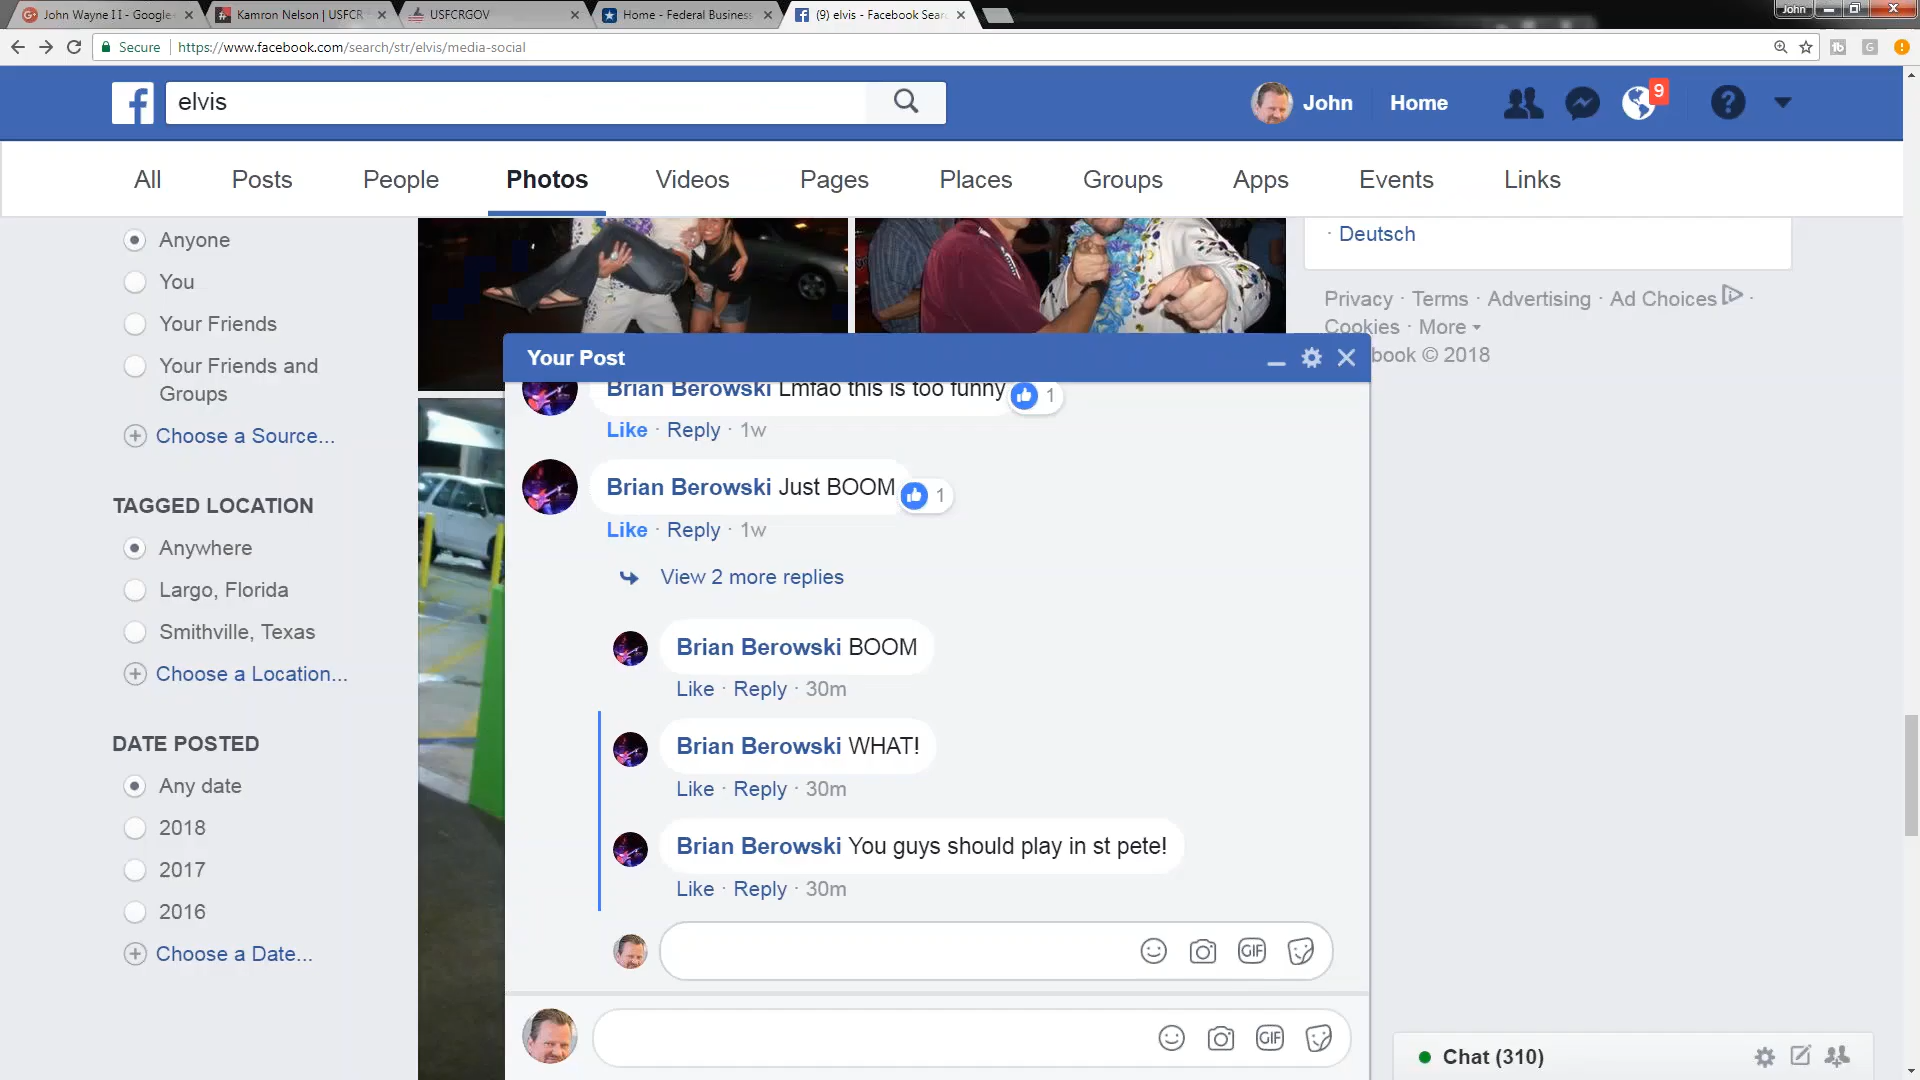 John Wayne I I - Google
Kamron Nelson | USFCR
USFCRGOV
Home - Federal Business
(9) elvis - Facebook Sear
John
Secure
https://www.facebook.com/search/str/elvis/media-social
elvis
John
Home
9
All
Posts
People
Photos
Videos
Pages
Places
Groups
Apps
Events
Links
Anyone
You
Your Friends
Your Friends and
Groups
Choose a Source...
TAGGED LOCATION
Anywhere
Largo, Florida
Smithville, Texas
Choose a Location...
DATE POSTED
Any date
2018
2017
2016
Choose a Date...
· Deutsch
Privacy · Terms · Advertising · Ad Choices ·
Cookies · More
book © 2018
Your Post
Brian Berowski Lmfao this is too funny 1
Like · Reply · 1w
Brian Berowski Just BOOM 1
Like · Reply · 1w
View 2 more replies
Brian Berowski BOOM
Like · Reply · 30m
Brian Berowski WHAT!
Like · Reply · 30m
Brian Berowski You guys should play in st pete!
Like · Reply · 30m
GIF
GIF
Chat (310)